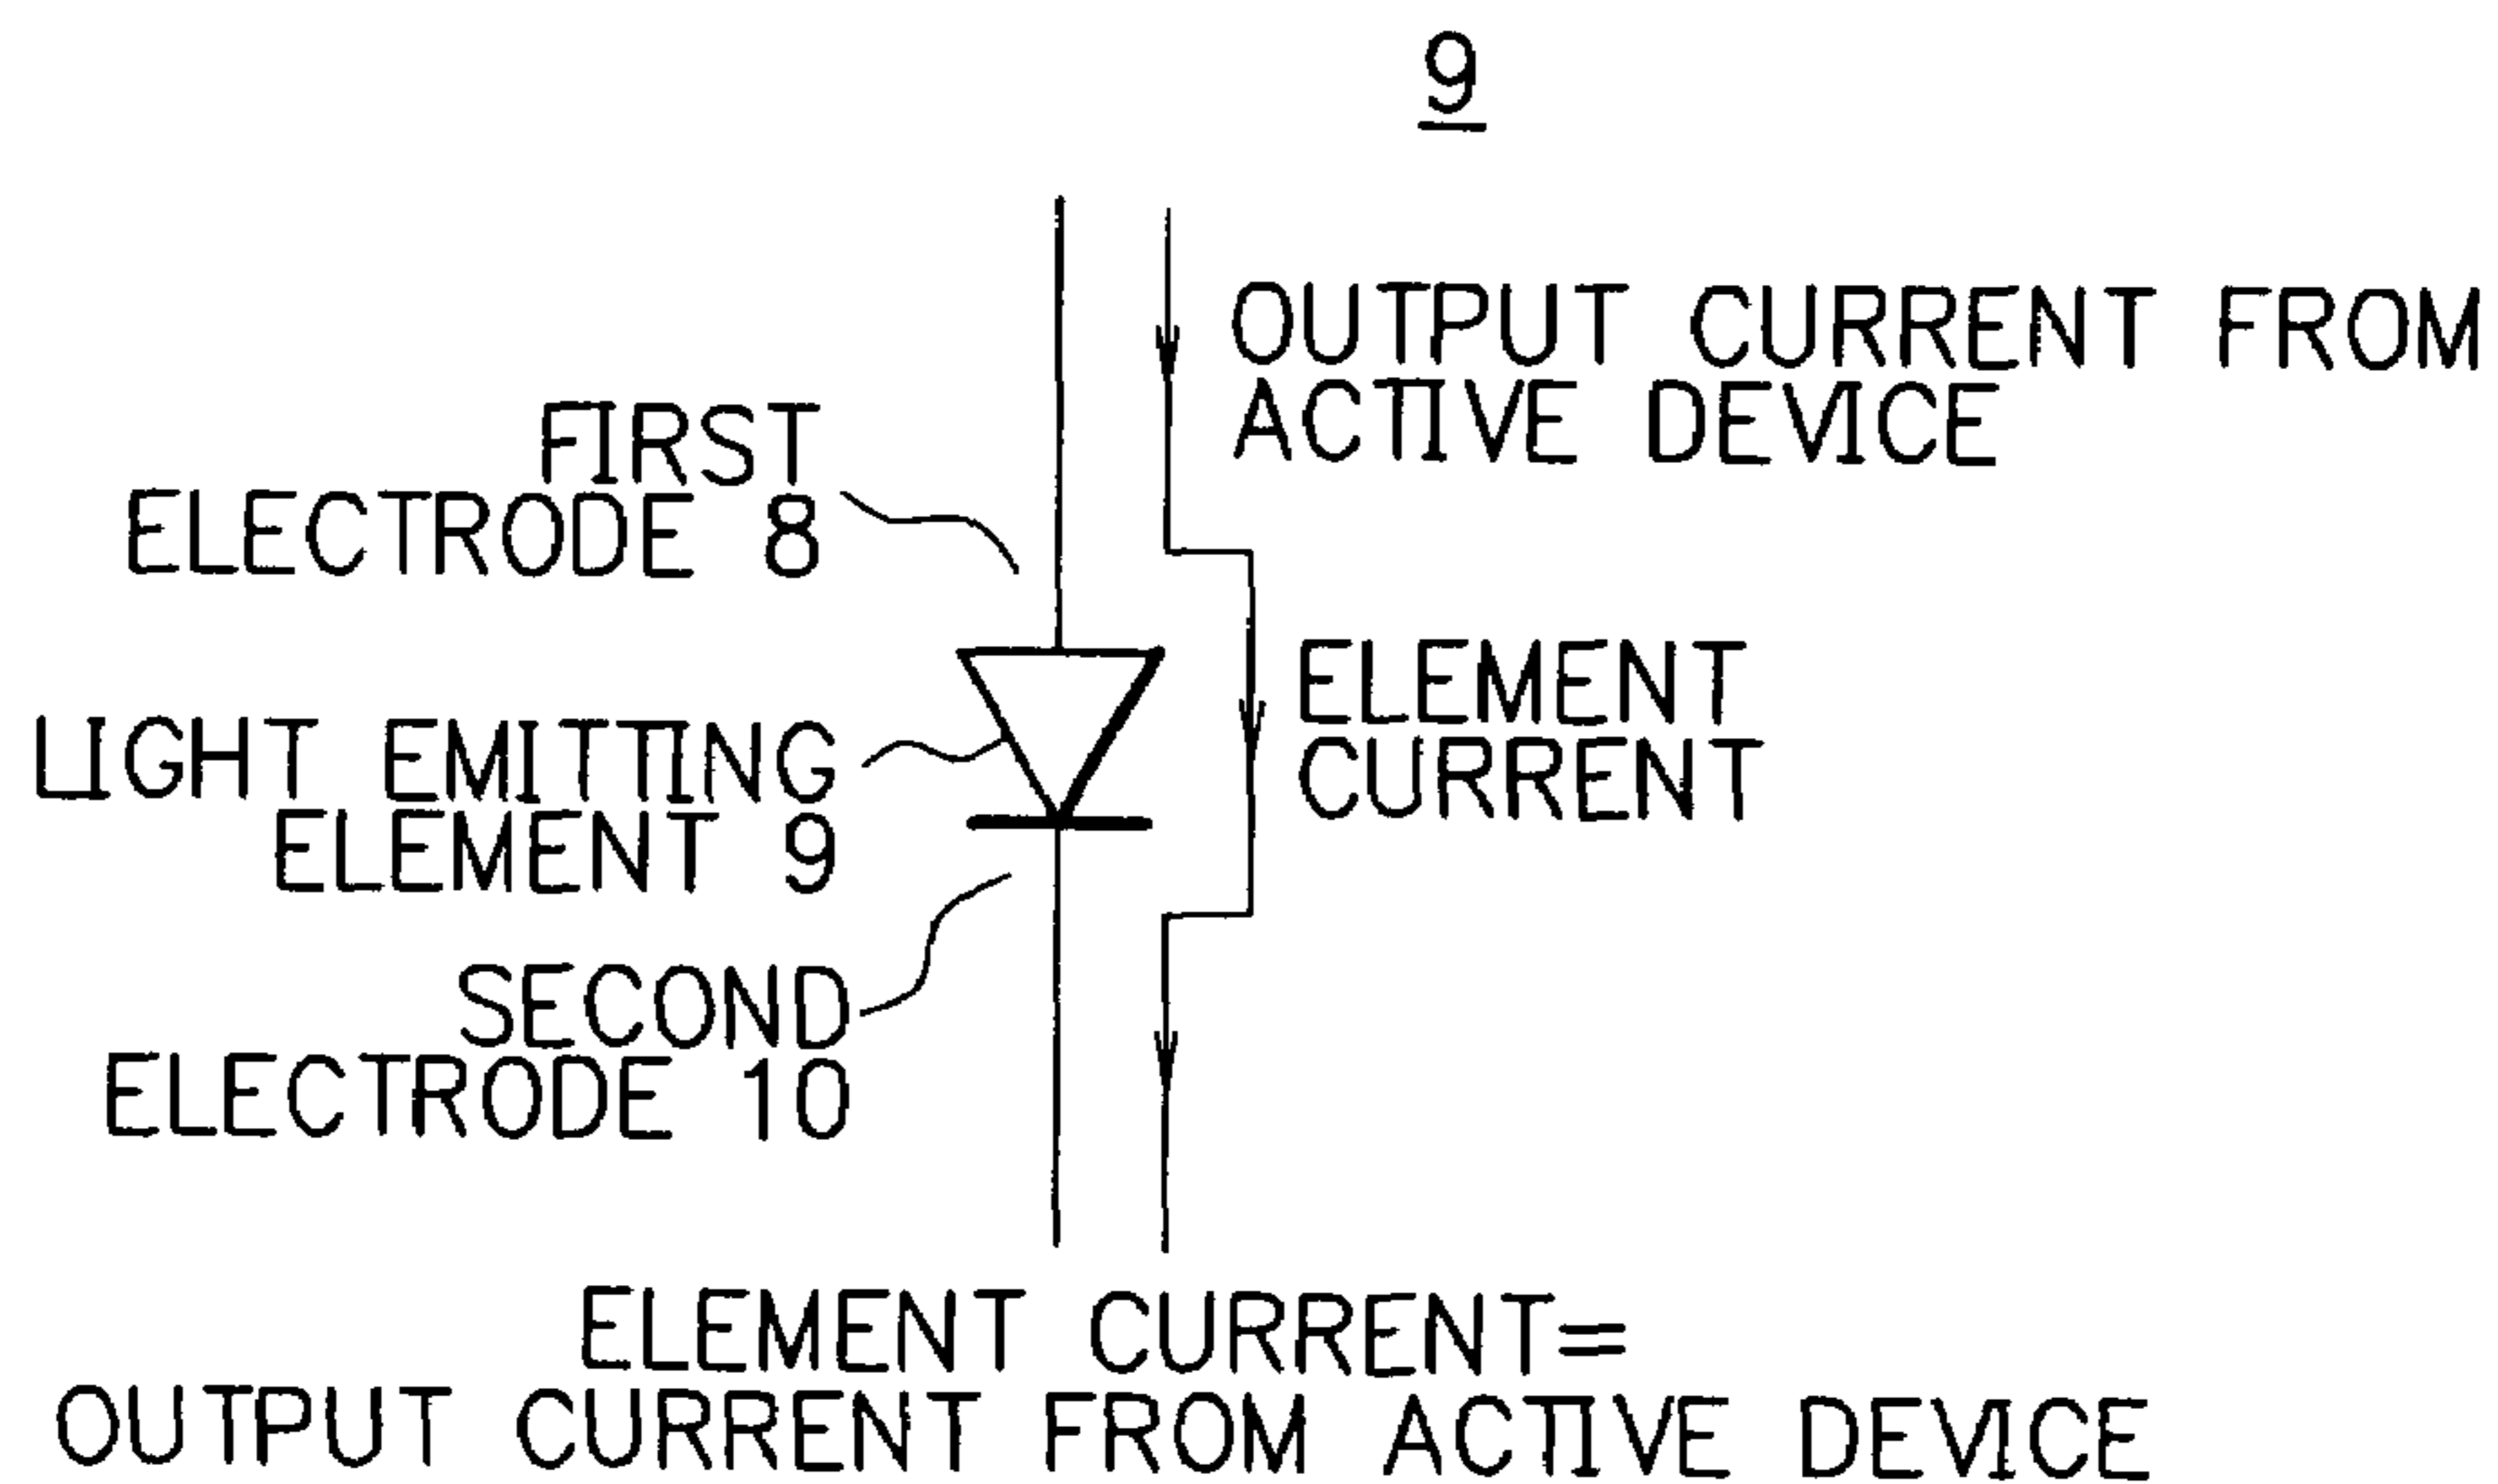 9
OUTPUT CURRENT FROM
ACTIVE DEVICE
FIRST
ELECTRODE 8
ELEMENT
CURRENT
LIGHT EMITTING
ELEMENT 9
SECOND
ELECTRODE 10
ELEMENT CURRENT=
OUTPUT CURRENT FROM ACTIVE DEVICE